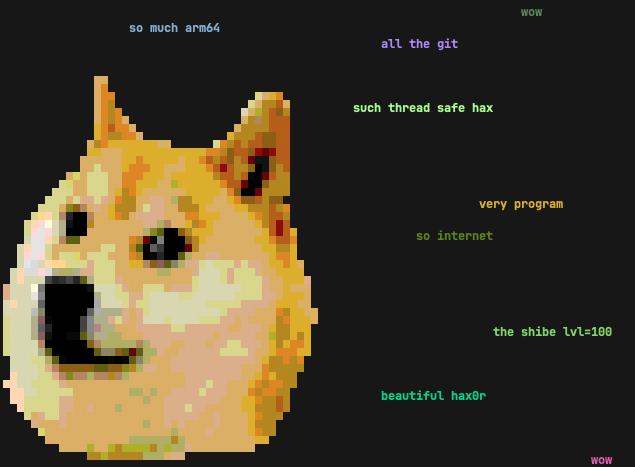 wow
so much arm64
all the git
such thread safe hax
very program
so internet
the shibe lvl=100
beautiful hax0r
wow